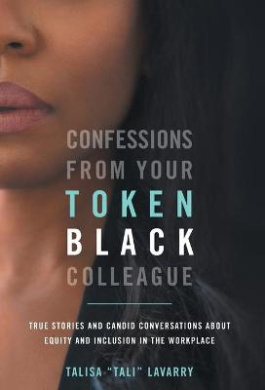 CONFESSIONS
FROM YOUR
TOKEN
BLACK
COLLEAGUE
TRUE STORIES AND CANDID CONVERSATIONS ABOUT
EQUITY AND INCLUSION IN THE WORKPLACE
TALISA "TALI" LAVARRY